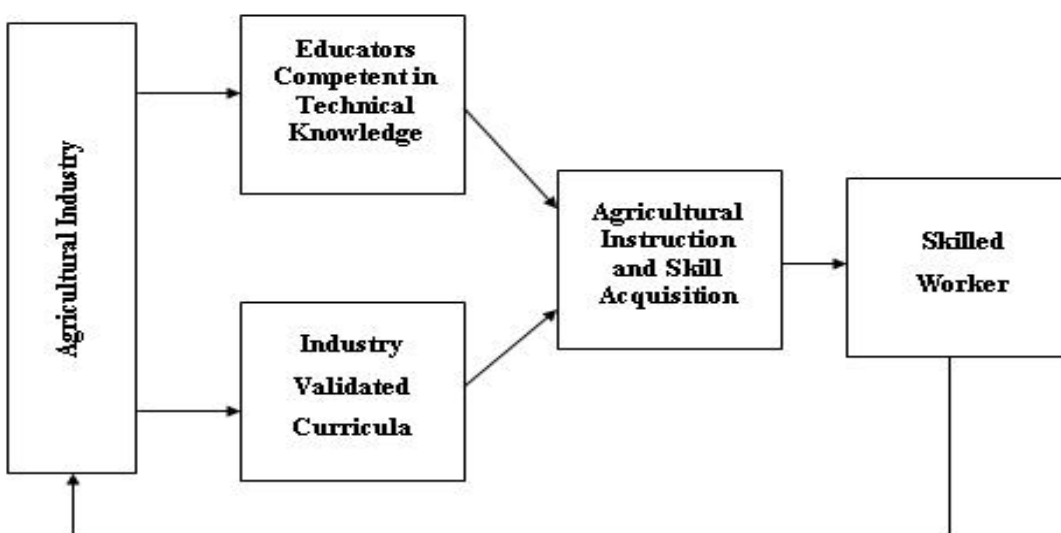 Agricultural Industry
Educators
Competent in
Technical
Knowledge
Industry
Validated
Curricula
Agricultural
Instruction
and Skill
Acquisition
Skilled
Worker